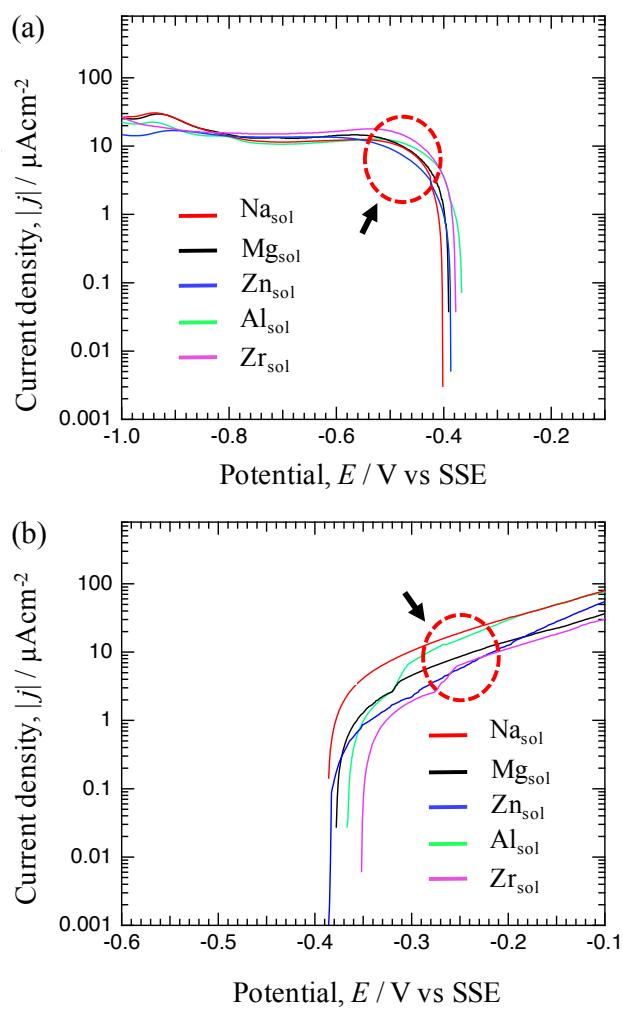 (a)
Current density, |j| / μAcm⁻²
100
10
1
0.1
0.01
0.001
Na_sol
Mg_sol
Zn_sol
Al_sol
Zr_sol
-1.0 -0.8 -0.6 -0.4 -0.2
Potential, E / V vs SSE
(b)
Current density, |j| / μAcm⁻²
100
10
1
0.1
0.01
0.001
Na_sol
Mg_sol
Zn_sol
Al_sol
Zr_sol
-0.6 -0.5 -0.4 -0.3 -0.2 -0.1
Potential, E / V vs SSE